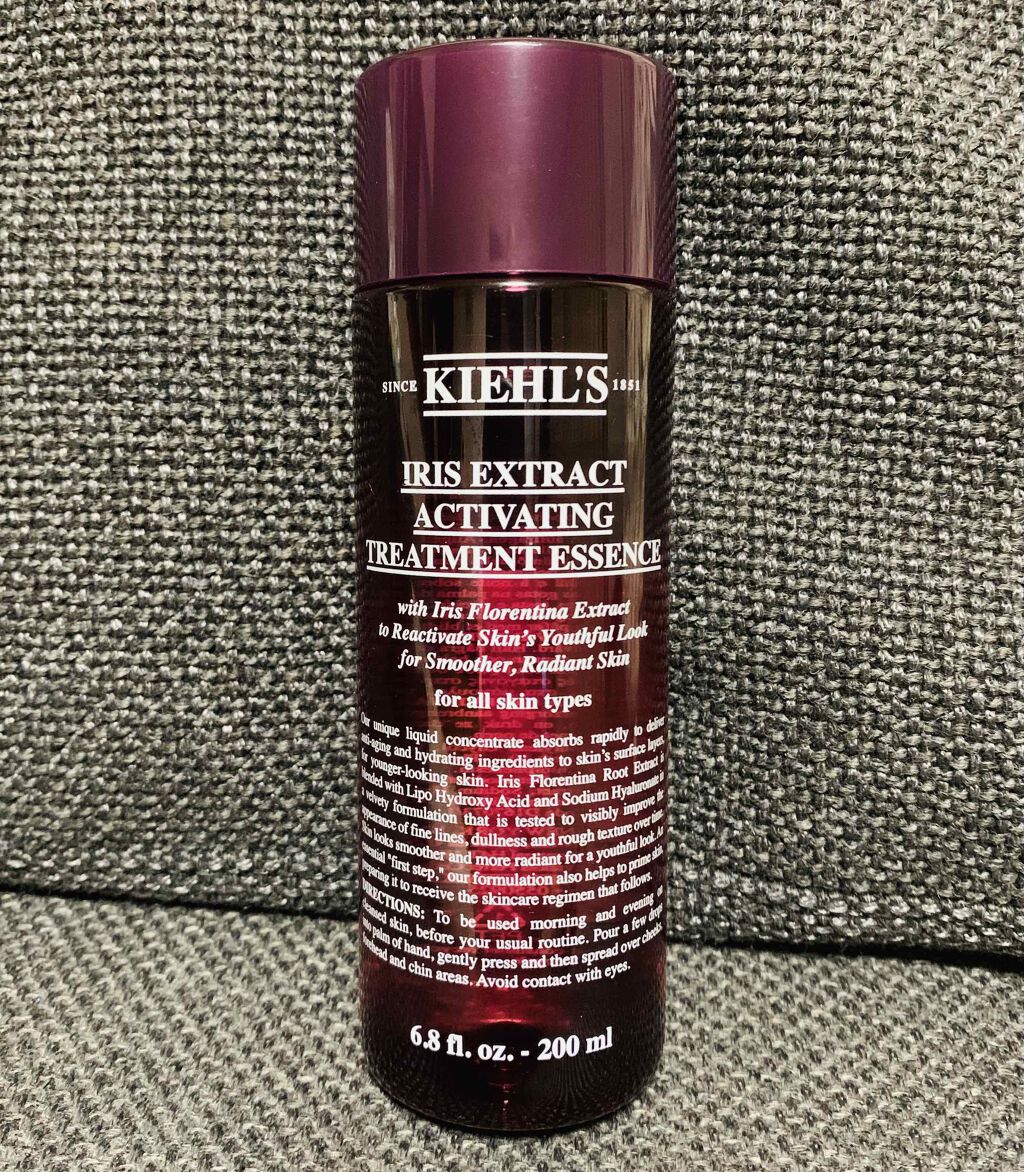 SINCE KIEHL'S 1851
IRIS EXTRACT
ACTIVATING
TREATMENT ESSENCE
with Iris Florentina Extract
to Reactivate Skin's Youthful Look
for Smoother, Radiant Skin
for all skin types
Our unique liquid concentrate absorbs rapidly to deliver
anti-aging and hydrating ingredients to skin's surface layers,
for younger-looking skin. Iris Florentina Root Extract is
blended with Lipo Hydroxy Acid and Sodium Hyaluronate in
a velvety formulation that is tested to visibly improve the
appearance of fine lines, dullness and rough texture over time.
Skin looks smoother and more radiant for a youthful look. An
essential "first step," our formulation also helps to prime skin,
preparing it to receive the skincare regimen that follows.
DIRECTIONS: To be used morning and evening on
cleansed skin, before your usual routine. Pour a few drops
into palm of hand, gently press and then spread over cheeks,
forehead and chin areas. Avoid contact with eyes.
6.8 fl. oz. - 200 ml